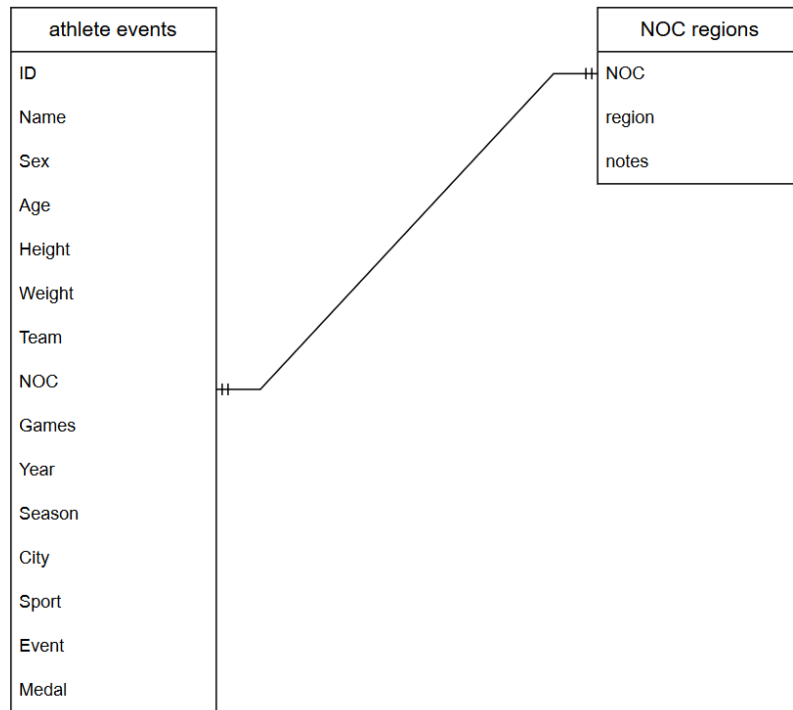 athlete events
ID
Name
Sex
Age
Height
Weight
Team
NOC
Games
Year
Season
City
Sport
Event
Medal
NOC regions
NOC
region
notes